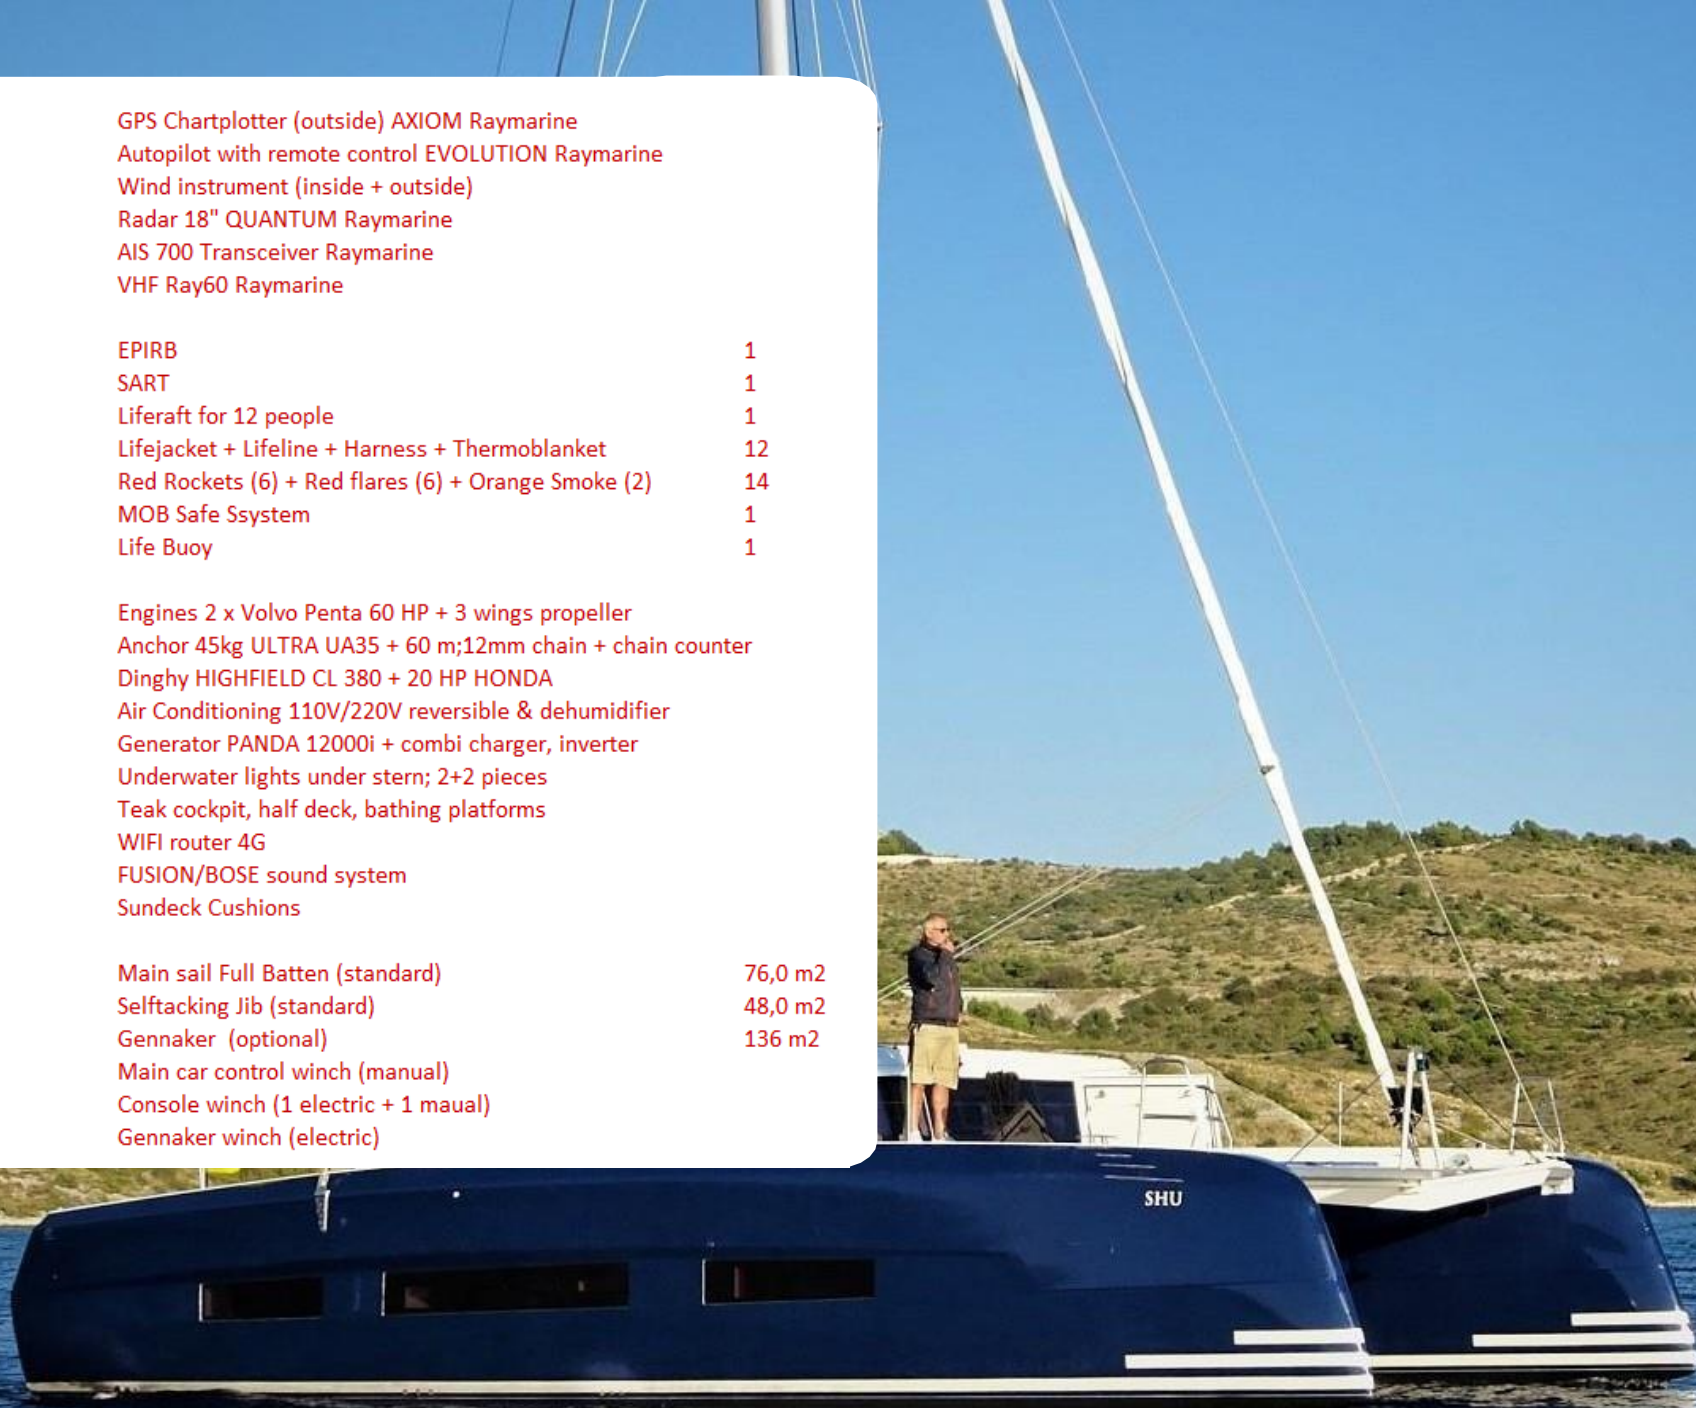 GPS Chartplotter (outside) AXIOM Raymarine
Autopilot with remote control EVOLUTION Raymarine
Wind instrument (inside + outside)
Radar 18" QUANTUM Raymarine
AIS 700 Transceiver Raymarine
VHF Ray60 Raymarine
EPIRB 1
SART 1
Liferaft for 12 people 1
Lifejacket + Lifeline + Harness + Thermoblanket 12
Red Rockets (6) + Red flares (6) + Orange Smoke (2) 14
MOB Safe Ssystem 1
Life Buoy 1
Engines 2 x Volvo Penta 60 HP + 3 wings propeller
Anchor 45kg ULTRA UA35 + 60 m;12mm chain + chain counter
Dinghy HIGHFIELD CL 380 + 20 HP HONDA
Air Conditioning 110V/220V reversible & dehumidifier
Generator PANDA 12000i + combi charger, inverter
Underwater lights under stern; 2+2 pieces
Teak cockpit, half deck, bathing platforms
WIFI router 4G
FUSION/BOSE sound system
Sundeck Cushions
Main sail Full Batten (standard) 76,0 m2
Selftacking Jib (standard) 48,0 m2
Gennaker (optional) 136 m2
Main car control winch (manual)
Console winch (1 electric + 1 maual)
Gennaker winch (electric)
SHU